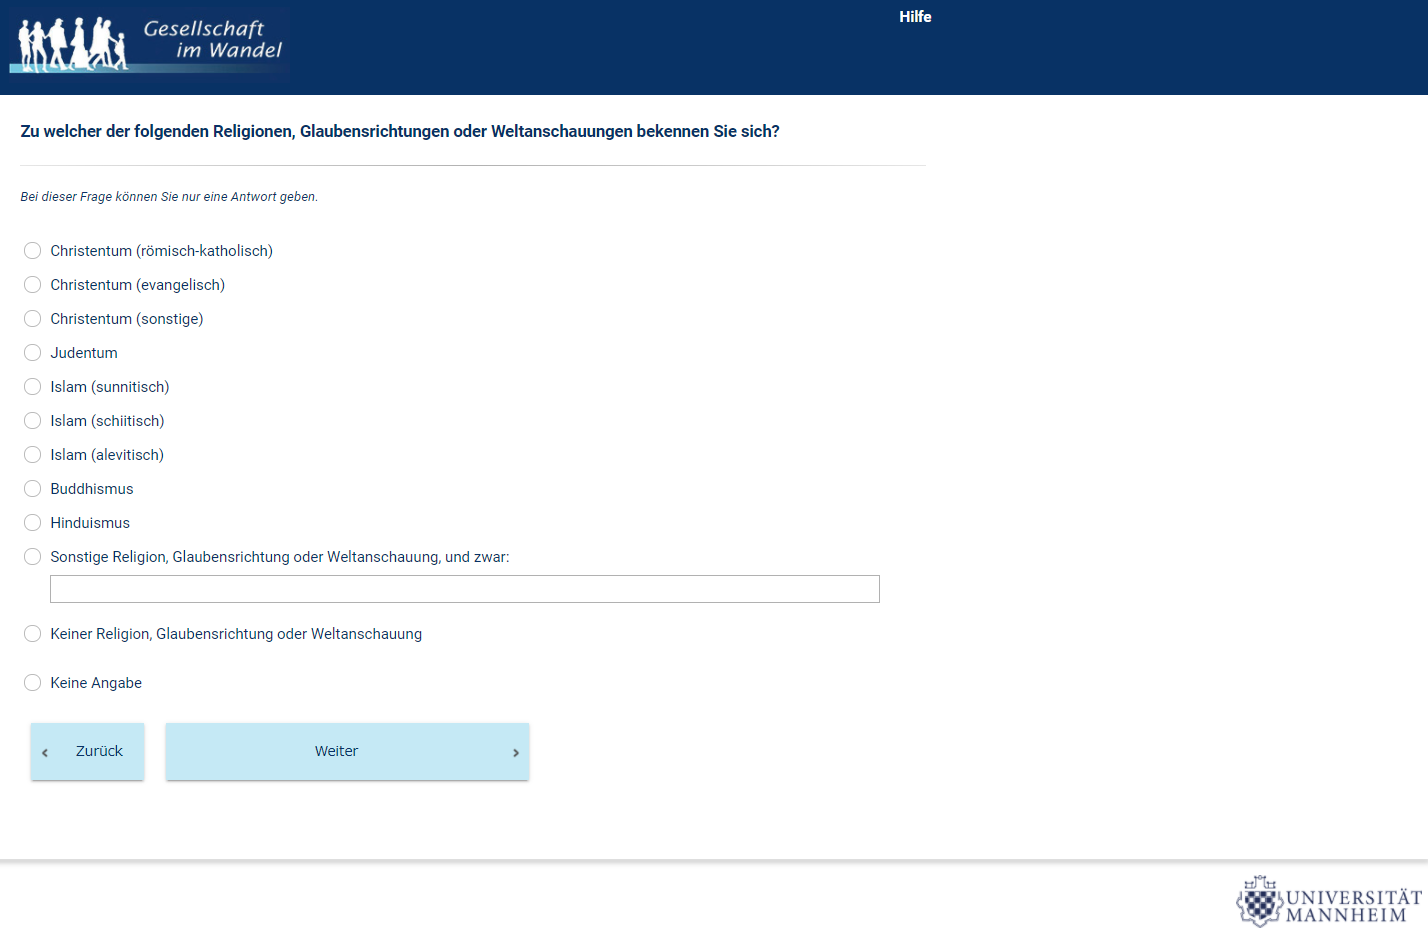 Gesellschaft
im Wandel
Hilfe
Zu welcher der folgenden Religionen, Glaubensrichtungen oder Weltanschauungen bekennen Sie sich?
Bei dieser Frage können Sie nur eine Antwort geben.
Christentum (römisch-katholisch)
Christentum (evangelisch)
Christentum (sonstige)
Judentum
Islam (sunnitisch)
Islam (schiitisch)
Islam (alevitisch)
Buddhismus
Hinduismus
Sonstige Religion, Glaubensrichtung oder Weltanschauung, und zwar:
Keiner Religion, Glaubensrichtung oder Weltanschauung
Keine Angabe
Zurück
Weiter
UNIVERSITÄT
MANNHEIM